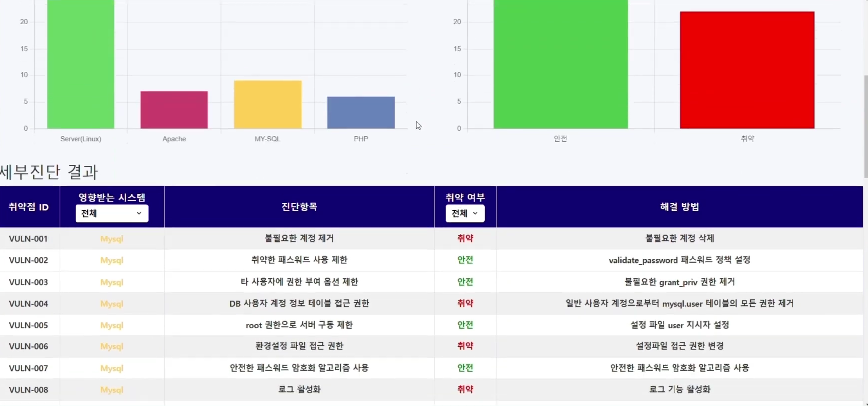 20
15
10
5
0
Server(Linux) Apache MY-SQL PHP
20
15
10
5
0
안전 취약
세부진단 결과
취약점 ID 영향받는 시스템 진단항목 취약 여부 해결 방법
전체 전체
VULN-001 Mysql 불필요한 계정 제거 취약 불필요한 계정 삭제
VULN-002 Mysql 취약한 패스워드 사용 제한 안전 validate_password 패스워드 정책 설정
VULN-003 Mysql 타 사용자에 권한 부여 옵션 제한 안전 불필요한 grant_priv 권한 제거
VULN-004 Mysql DB 사용자 계정 정보 테이블 접근 권한 취약 일반 사용자 계정으로부터 mysql.user 테이블의 모든 권한 제거
VULN-005 Mysql root 권한으로 서버 구동 제한 안전 설정 파일 user 지시자 설정
VULN-006 Mysql 환경설정 파일 접근 권한 취약 설정파일 접근 권한 변경
VULN-007 Mysql 안전한 패스워드 암호화 알고리즘 사용 안전 안전한 패스워드 암호화 알고리즘 사용
VULN-008 Mysql 로그 활성화 취약 로그 기능 활성화